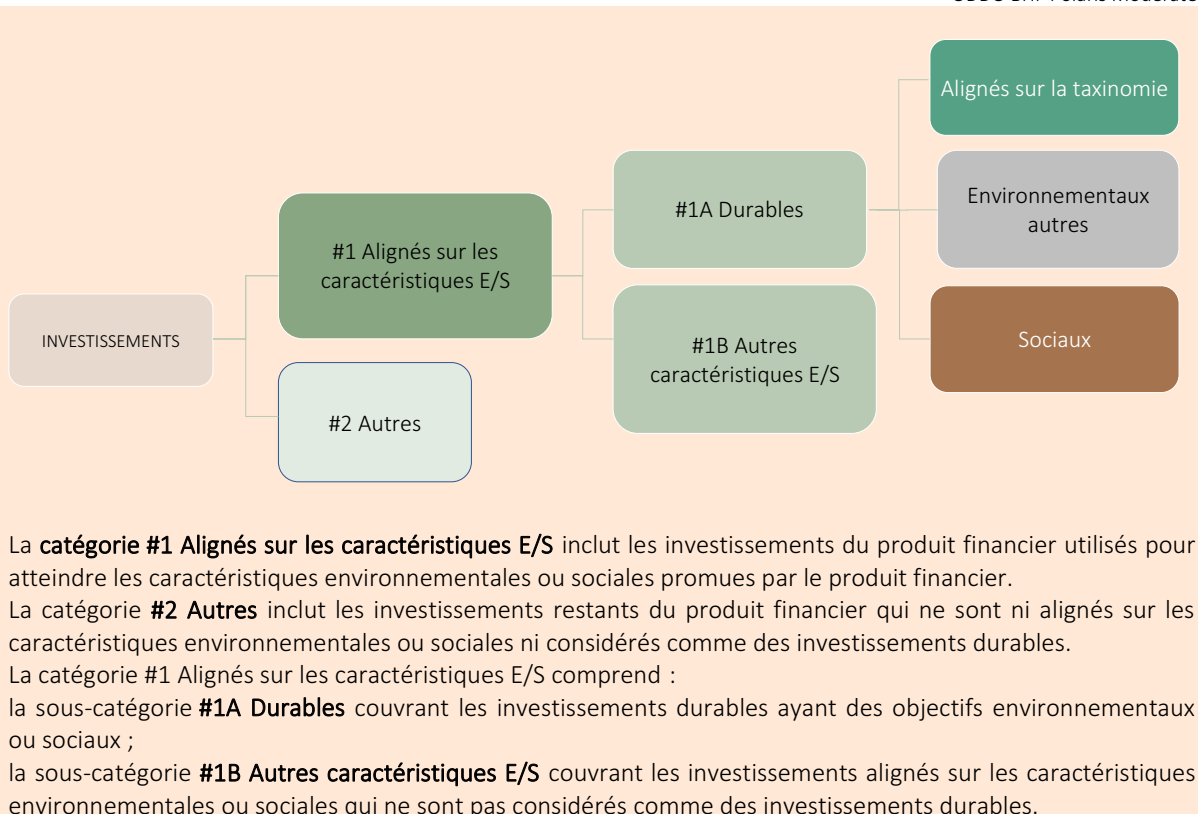 Alignés sur la taxinomie
#1A Durables
Environnementaux
autres
#1 Alignés sur les
caractéristiques E/S
INVESTISSEMENTS
#1B Autres
caractéristiques E/S
Sociaux
#2 Autres
La catégorie #1 Alignés sur les caractéristiques E/S inclut les investissements du produit financier utilisés pour
atteindre les caractéristiques environnementales ou sociales promues par le produit financier.
La catégorie #2 Autres inclut les investissements restants du produit financier qui ne sont ni alignés sur les
caractéristiques environnementales ou sociales ni considérés comme des investissements durables.
La catégorie #1 Alignés sur les caractéristiques E/S comprend :
la sous-catégorie #1A Durables couvrant les investissements durables ayant des objectifs environnementaux
ou sociaux ;
la sous-catégorie #1B Autres caractéristiques E/S couvrant les investissements alignés sur les caractéristiques
environnementales ou sociales qui ne sont pas considérés comme des investissements durables.